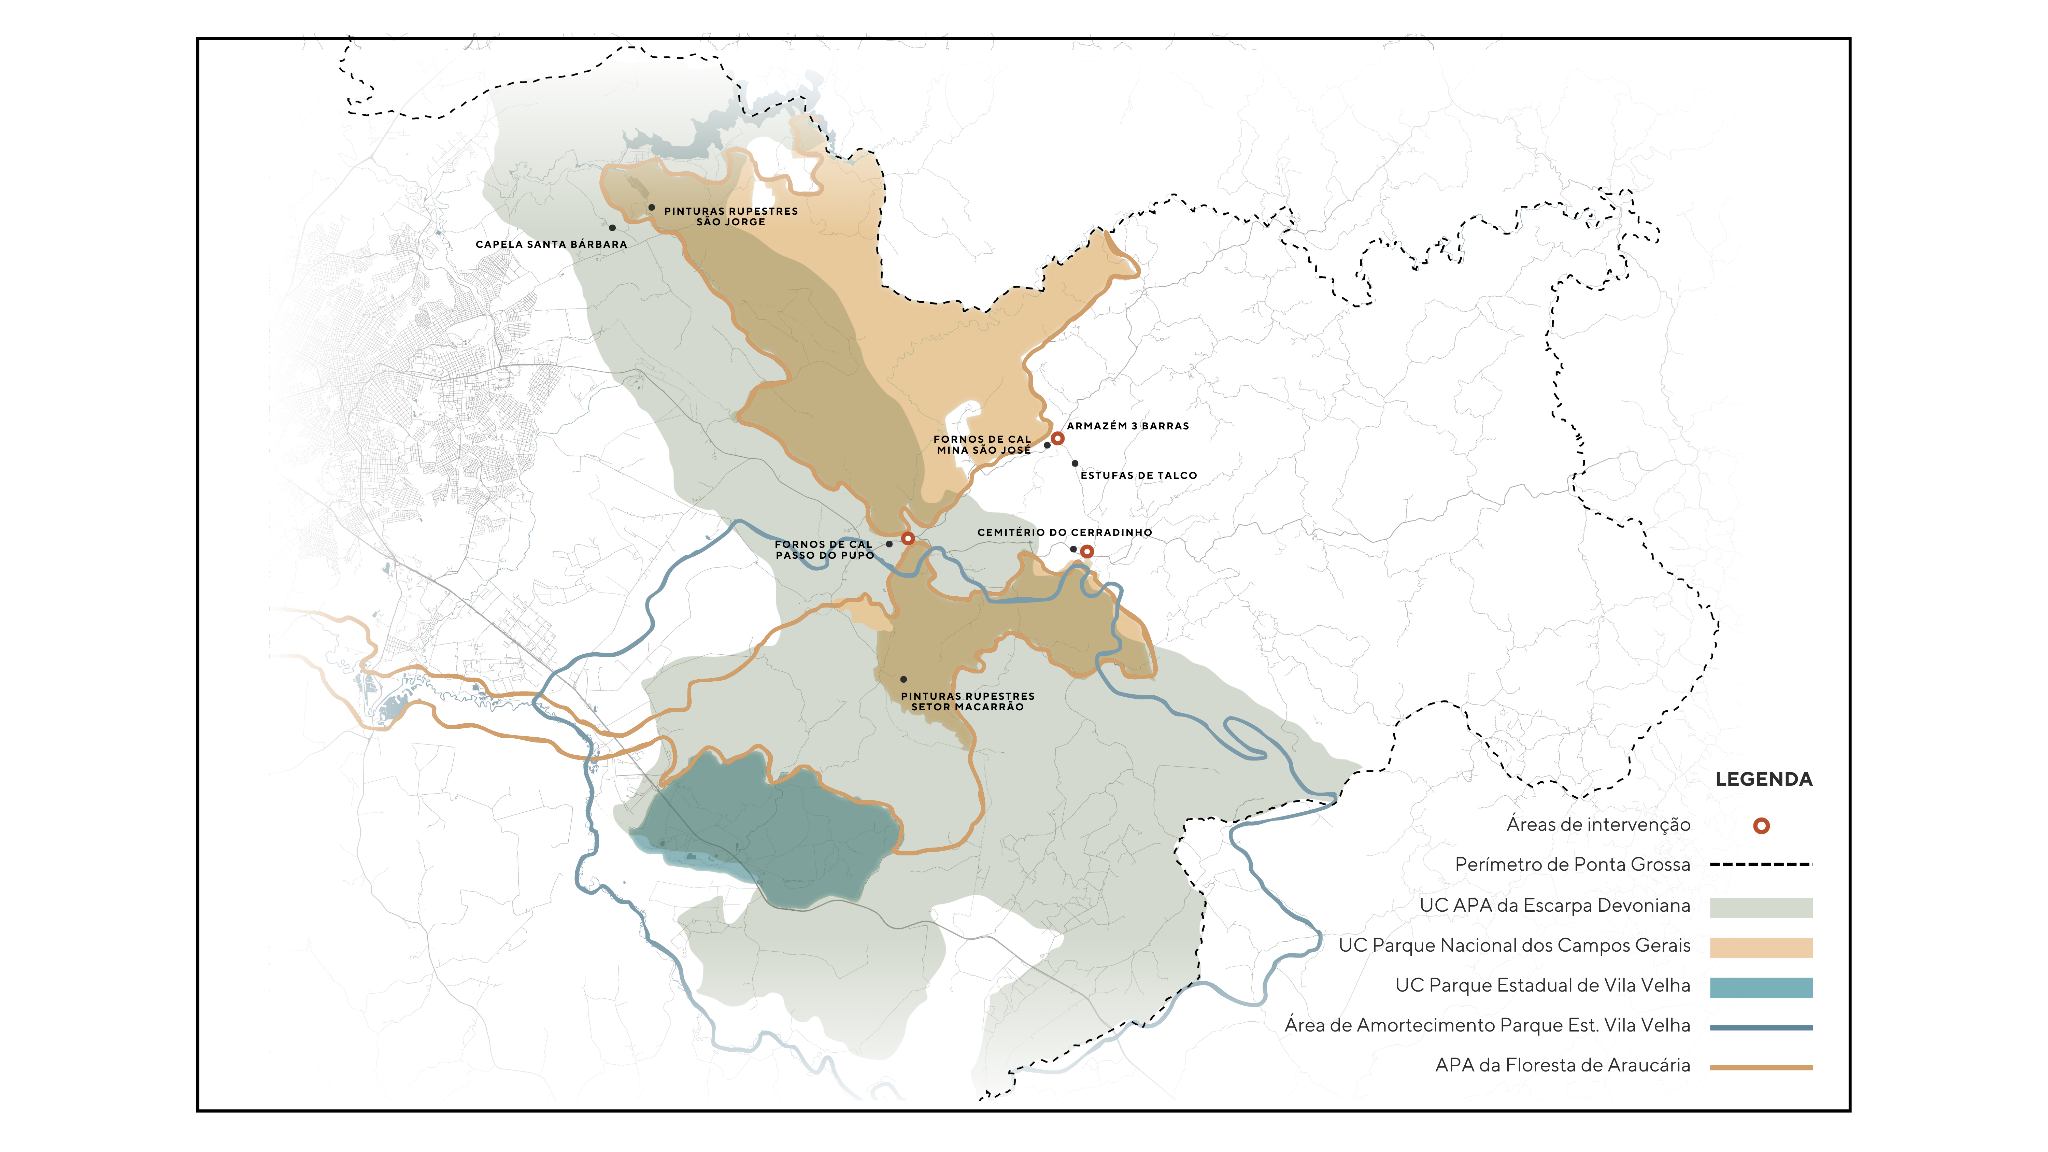 PINTURAS RUPESTRES
SÃO JORGE
CAPELA SANTA BÁRBARA
ARMAZÉM 3 BARRAS
FORNOS DE CAL
MINA SÃO JOSÉ
ESTUFAS DE TALCO
CEMITÉRIO DO CERRADINHO
FORNOS DE CAL
PASSO DO PUPO
PINTURAS RUPESTRES
SETOR MACARRÃO
LEGENDA
Áreas de intervenção
Perímetro de Ponta Grossa
UC APA da Escarpa Devoniana
UC Parque Nacional dos Campos Gerais
UC Parque Estadual de Vila Velha
Área de Amortecimento Parque Est. Vila Velha
APA da Floresta de Araucária